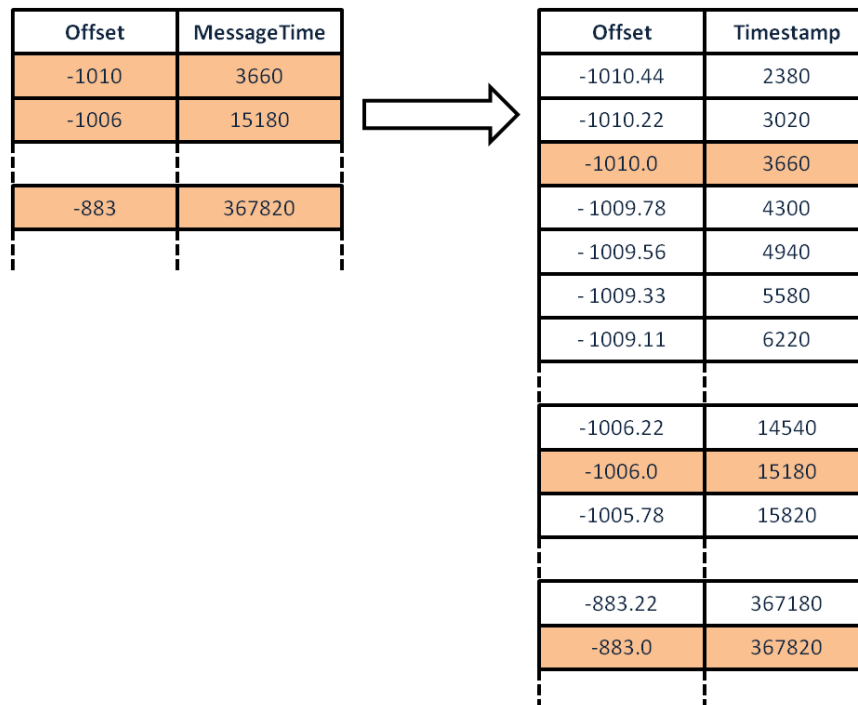 Offset MessageTime
-1010 3660
-1006 15180
-883 367820
Offset Timestamp
-1010.44 2380
-1010.22 3020
-1010.0 3660
- 1009.78 4300
- 1009.56 4940
- 1009.33 5580
- 1009.11 6220
-1006.22 14540
-1006.0 15180
-1005.78 15820
-883.22 367180
-883.0 367820